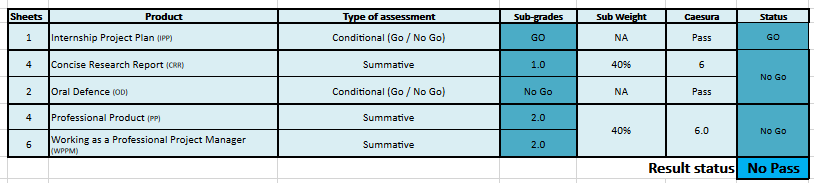 Sheets Product Type of assessment Sub-grades Sub Weight Caesura Status
1 Internship Project Plan (IPP) Conditional (Go / No Go) GO NA Pass GO
4 Concise Research Report (CRR) Summative 1.0 40% 6
No Go
2 Oral Defence (OD) Conditional (Go / No Go) No Go NA Pass
4 Professional Product (PP) Summative 2.0
40% 6.0 No Go
6 Working as a Professional Project Manager
(WPPM) Summative 2.0
Result status No Pass